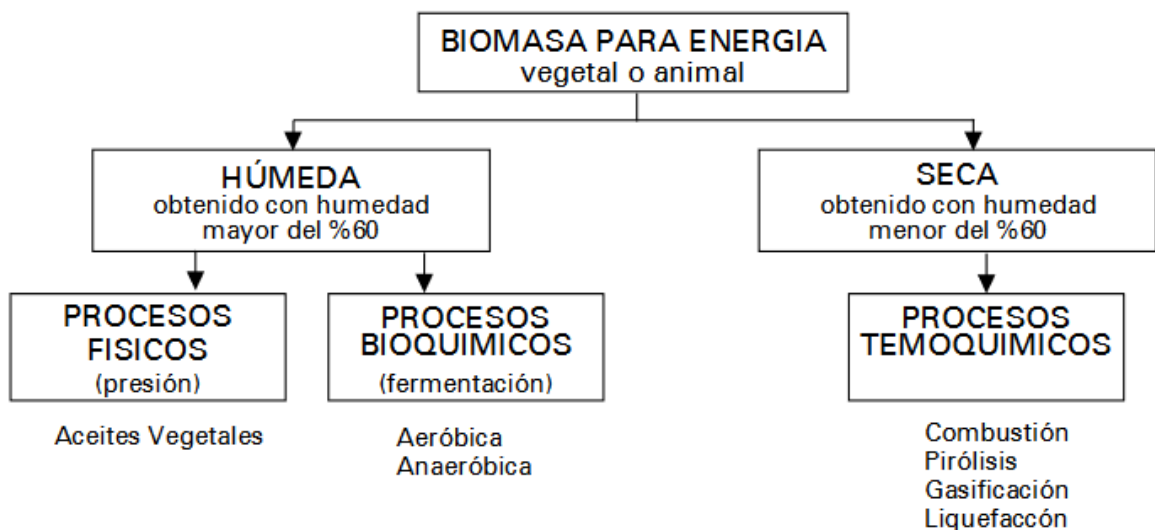 BIOMASA PARA ENERGIA
vegetal o animal
HÚMEDA
obtenido con humedad
mayor del %60
SECA
obtenido con humedad
menor del %60
PROCESOS
FISICOS
(presión)
PROCESOS
BIOQUIMICOS
(fermentación)
PROCESOS
TEMOQUIMICOS
Aceites Vegetales
Aeróbica
Anaeróbica
Combustión
Pirólisis
Gasificación
Liquefaccón